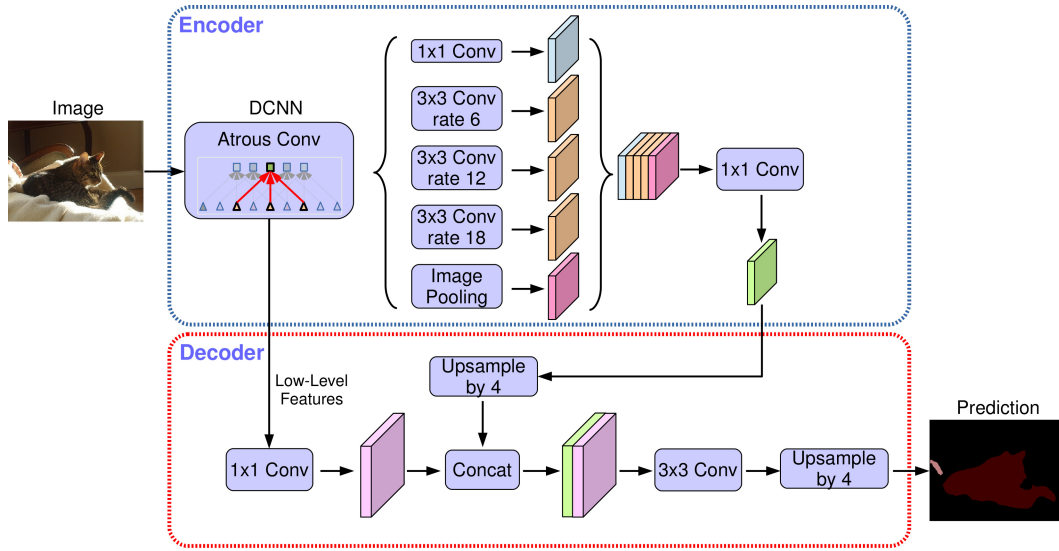 Encoder
Image
DCNN
Atrous Conv
1x1 Conv
3x3 Conv
rate 6
3x3 Conv
rate 12
3x3 Conv
rate 18
Image
Pooling
1x1 Conv
Decoder
Low-Level
Features
Upsample
by 4
1x1 Conv
Concat
3x3 Conv
Upsample
by 4
Prediction